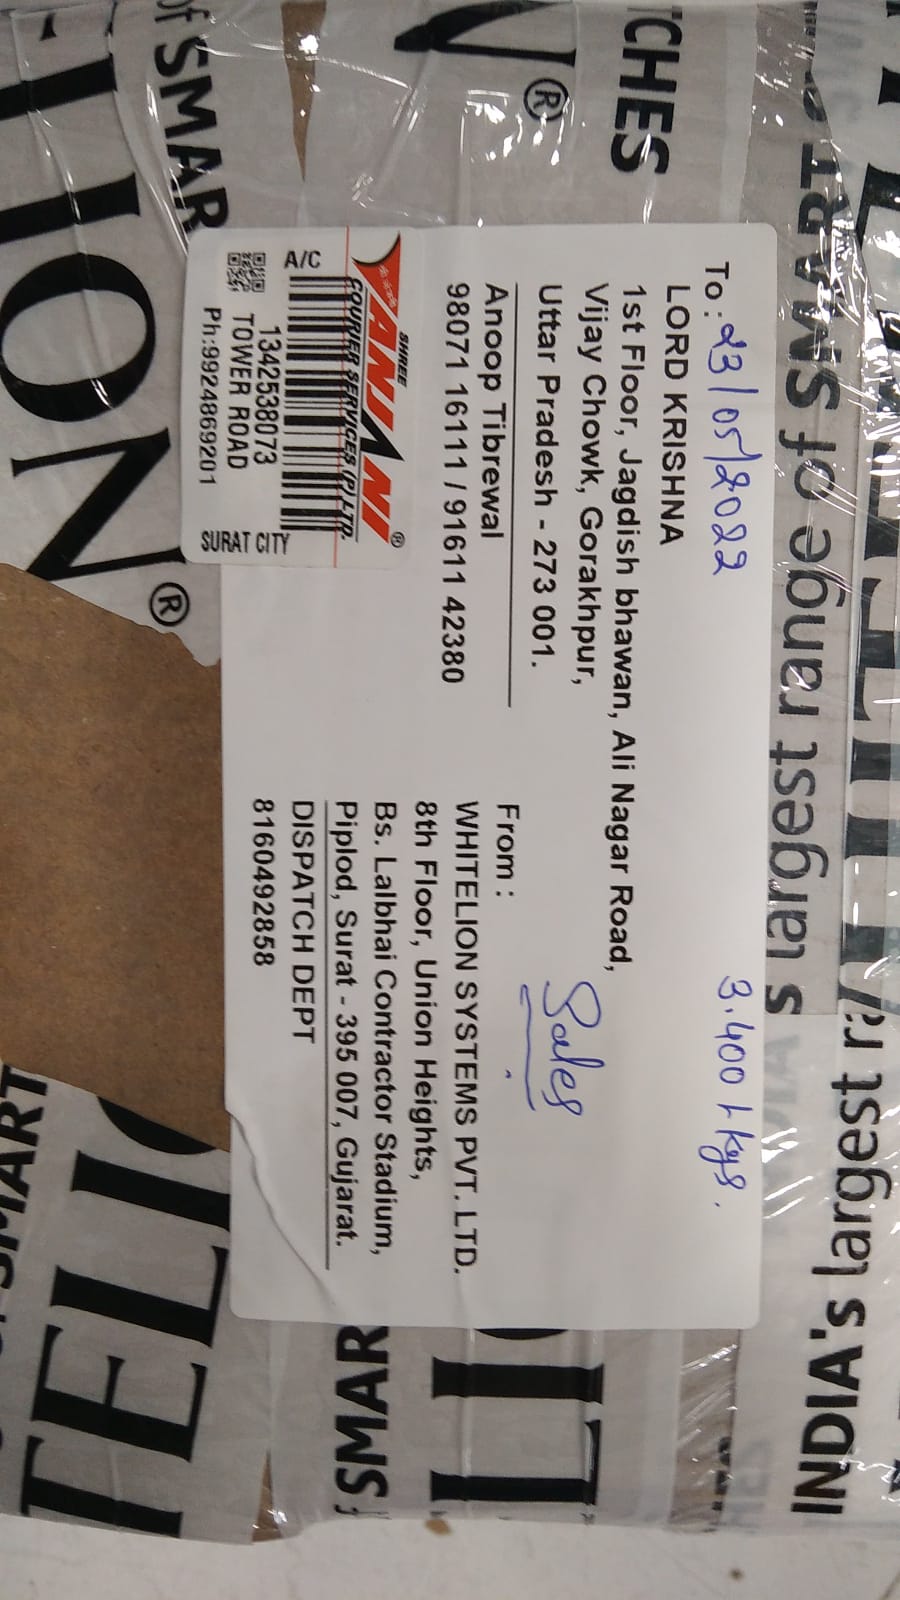 To: 23/05/2022
3.400 kgs.
LORD KRISHNA
1st Floor, Jagdish bhawan, Ali Nagar Road,
Vijay Chowk, Gorakhpur,
Uttar Pradesh - 273 001.
Anoop Tibrewal
98071 16111 / 91611 42380
Sales
From :
WHITELION SYSTEMS PVT. LTD.
8th Floor, Union Heights,
Bs. Lalbhai Contractor Stadium,
Piplod, Surat - 395 007, Gujarat.
DISPATCH DEPT
8160492858
SHREE
ANJANI®
COURIER SERVICES (P) LTD.
A/C
1342538073
TOWER ROAD
Ph:9924869201
SURAT CITY
INDIA's largest
s largest range of SMART
TCHES
of SMAR
ION®
N®
TELI
SMAR
SMART